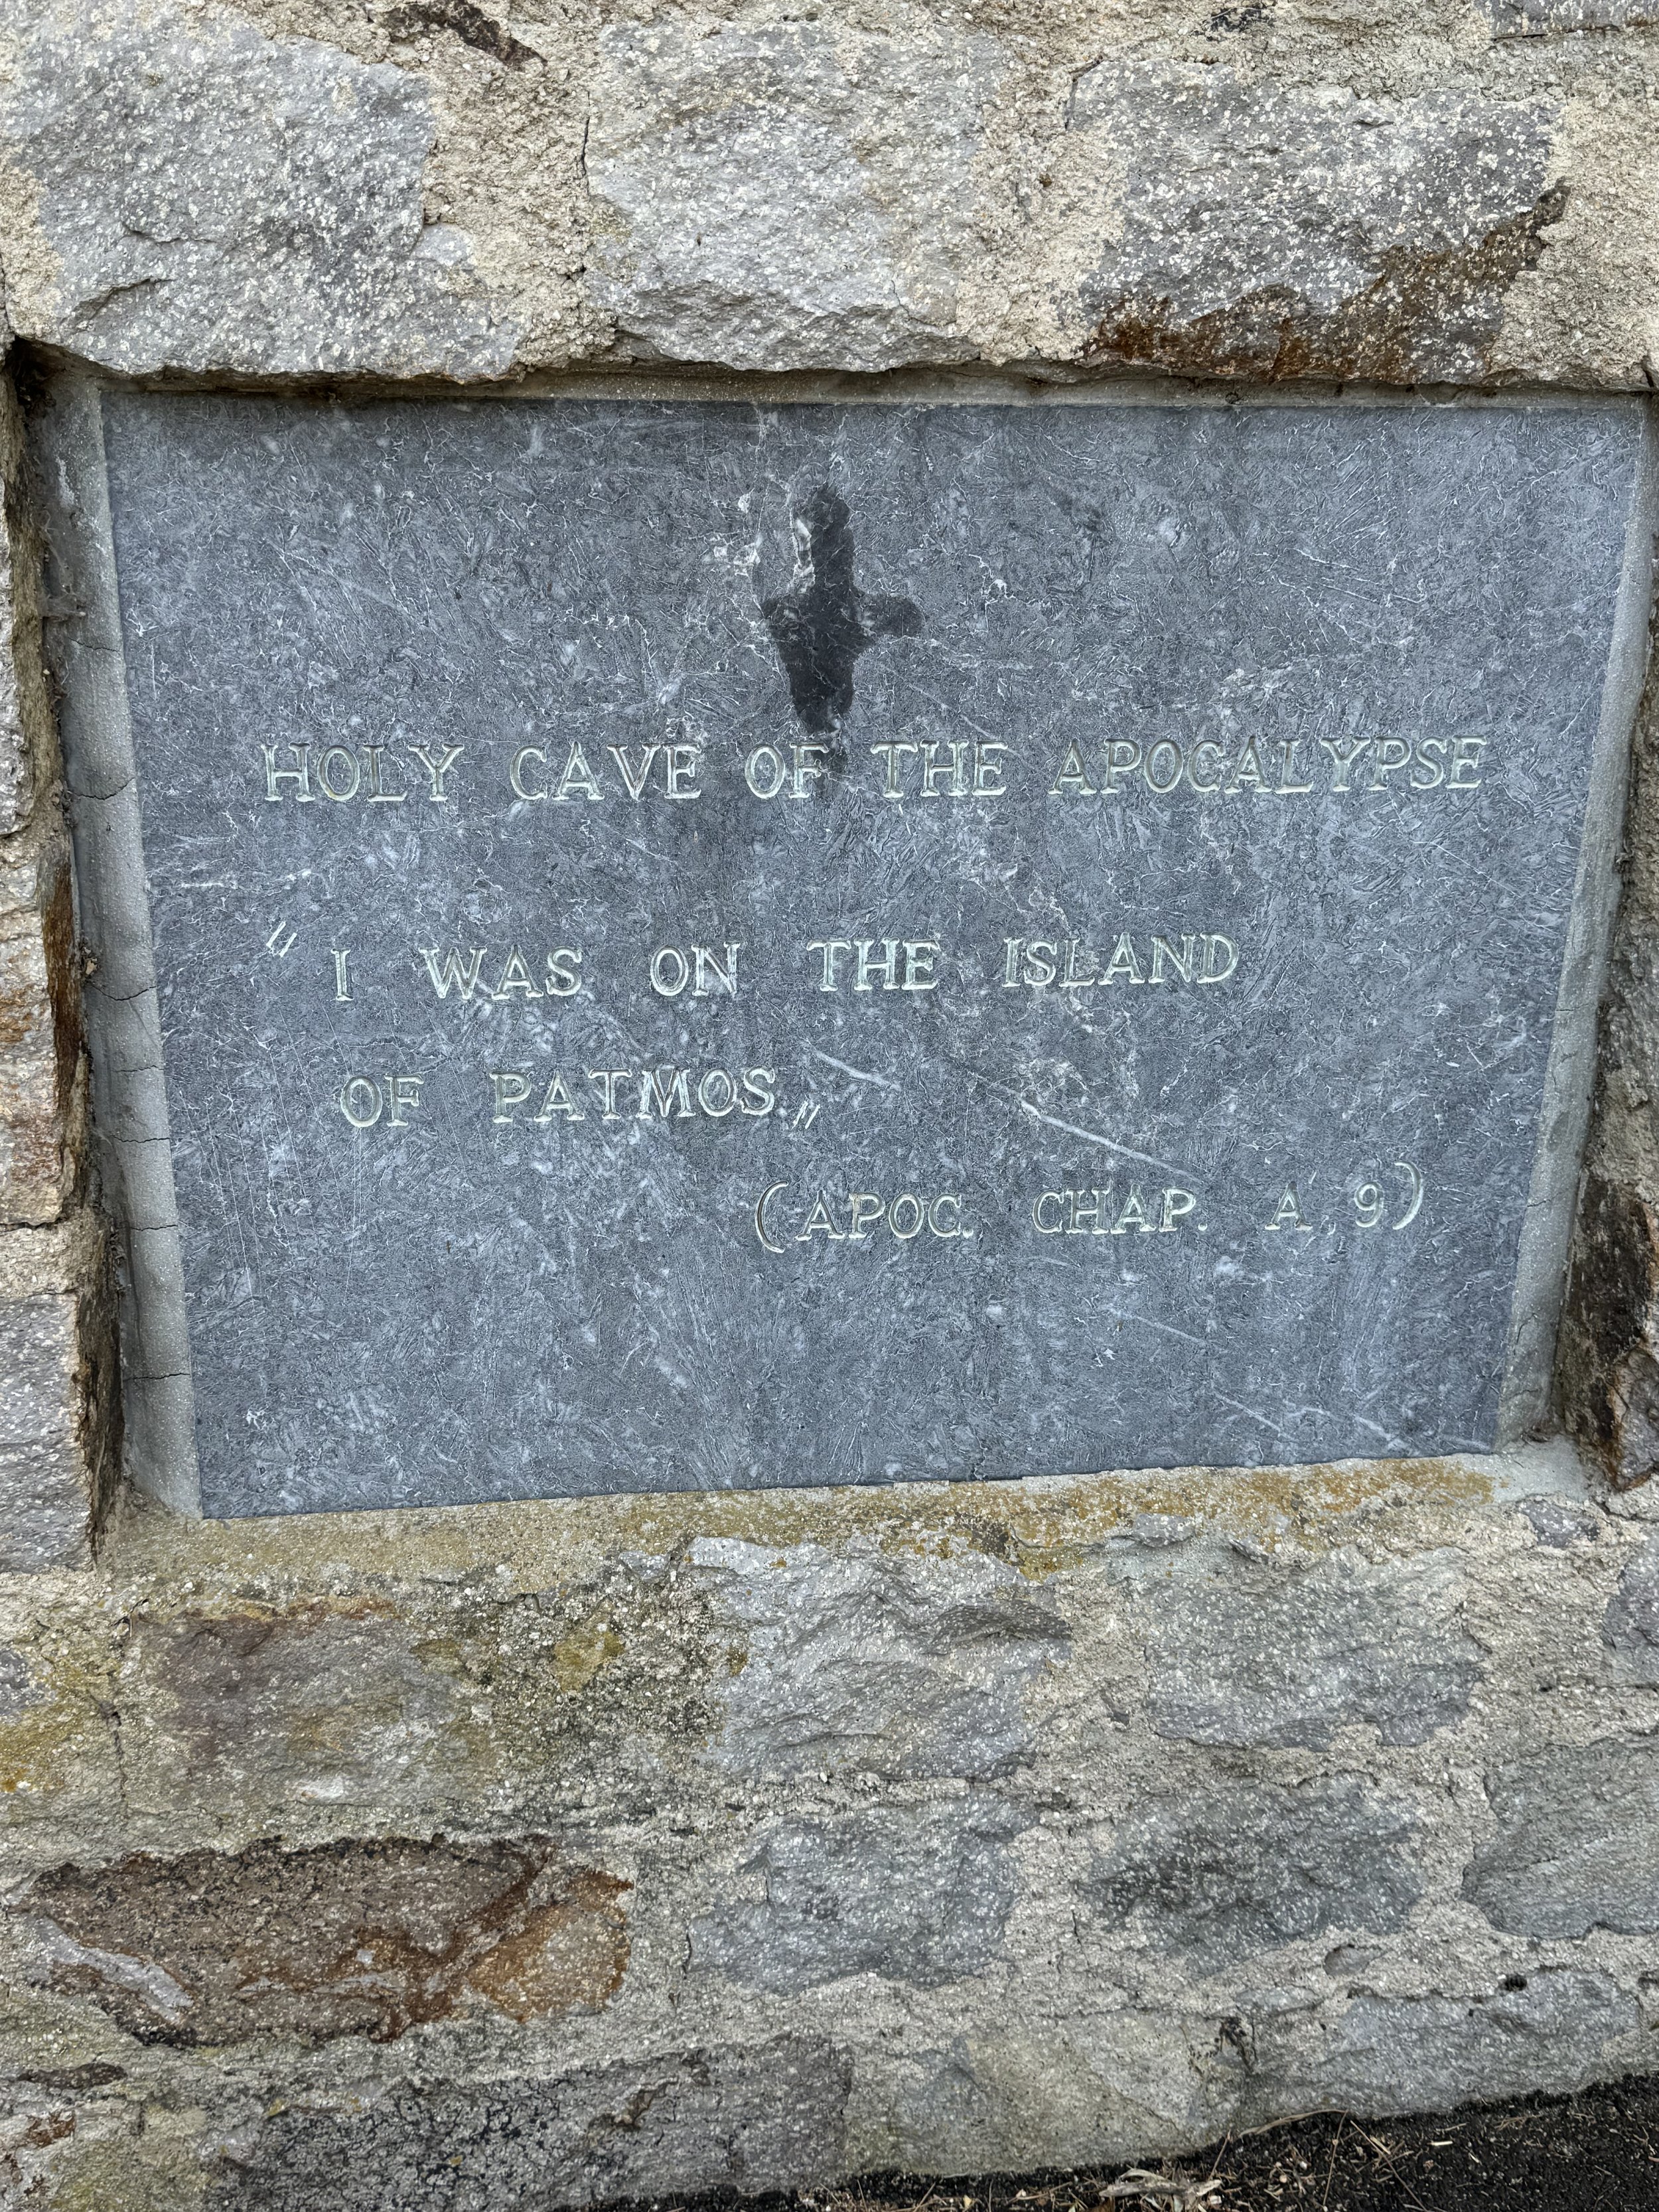 HOLY CAVE OF THE APOCALYPSE
" I WAS ON THE ISLAND
OF PATMOS„
(APOC. CHAP. A, 9)